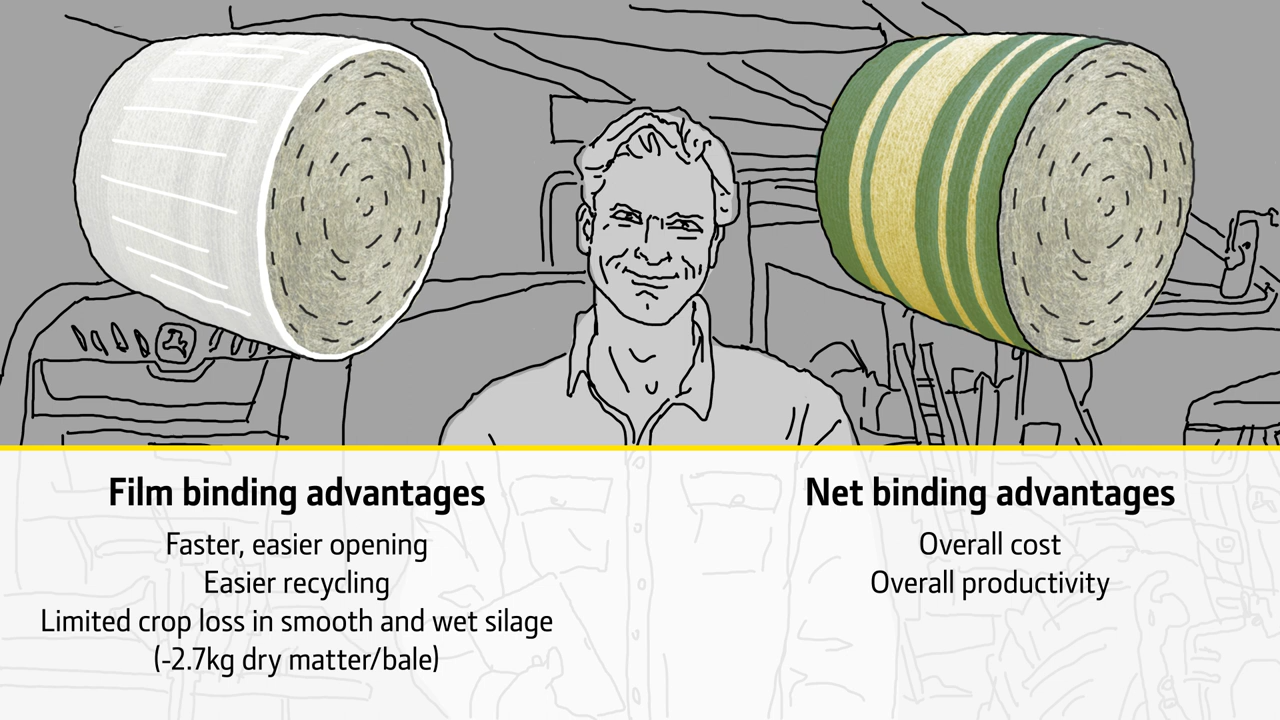 Film binding advantages
Faster, easier opening
Easier recycling
Limited crop loss in smooth and wet silage
(-2.7kg dry matter/bale)
Net binding advantages
Overall cost
Overall productivity